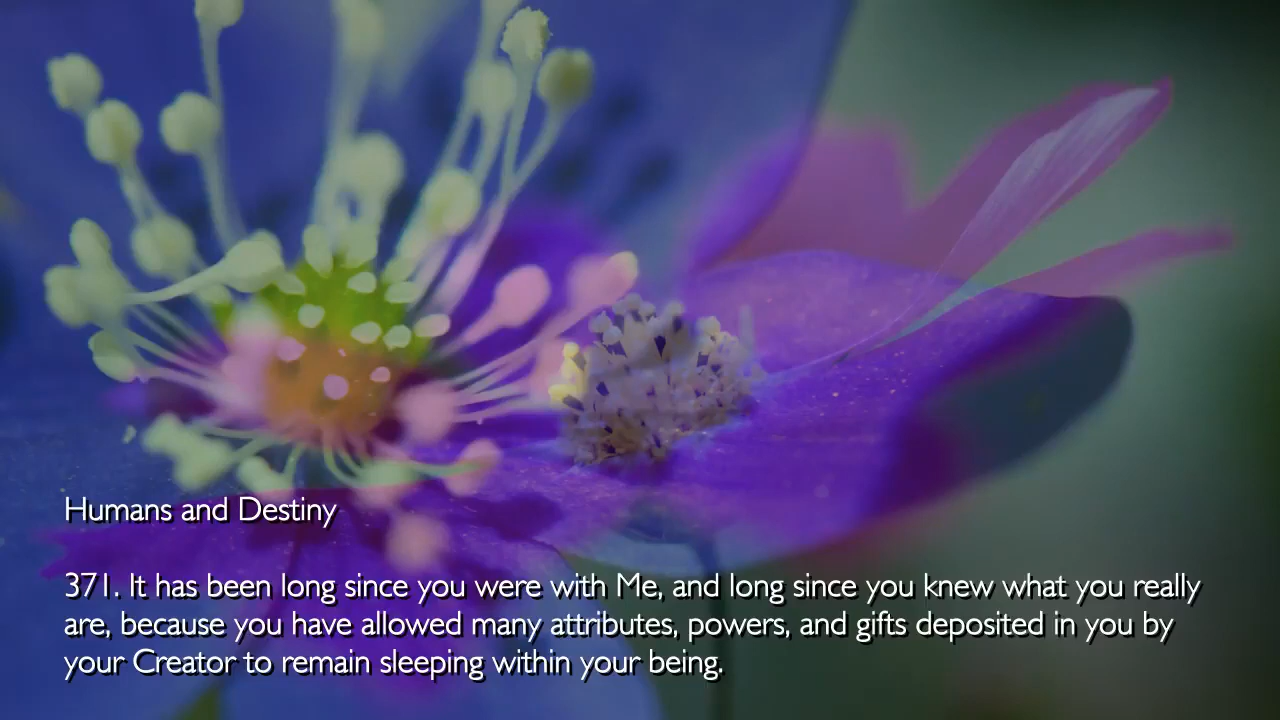 Humans and Destiny
371. It has been long since you were with Me, and long since you knew what you really
are, because you have allowed many attributes, powers, and gifts deposited in you by
your Creator to remain sleeping within your being.